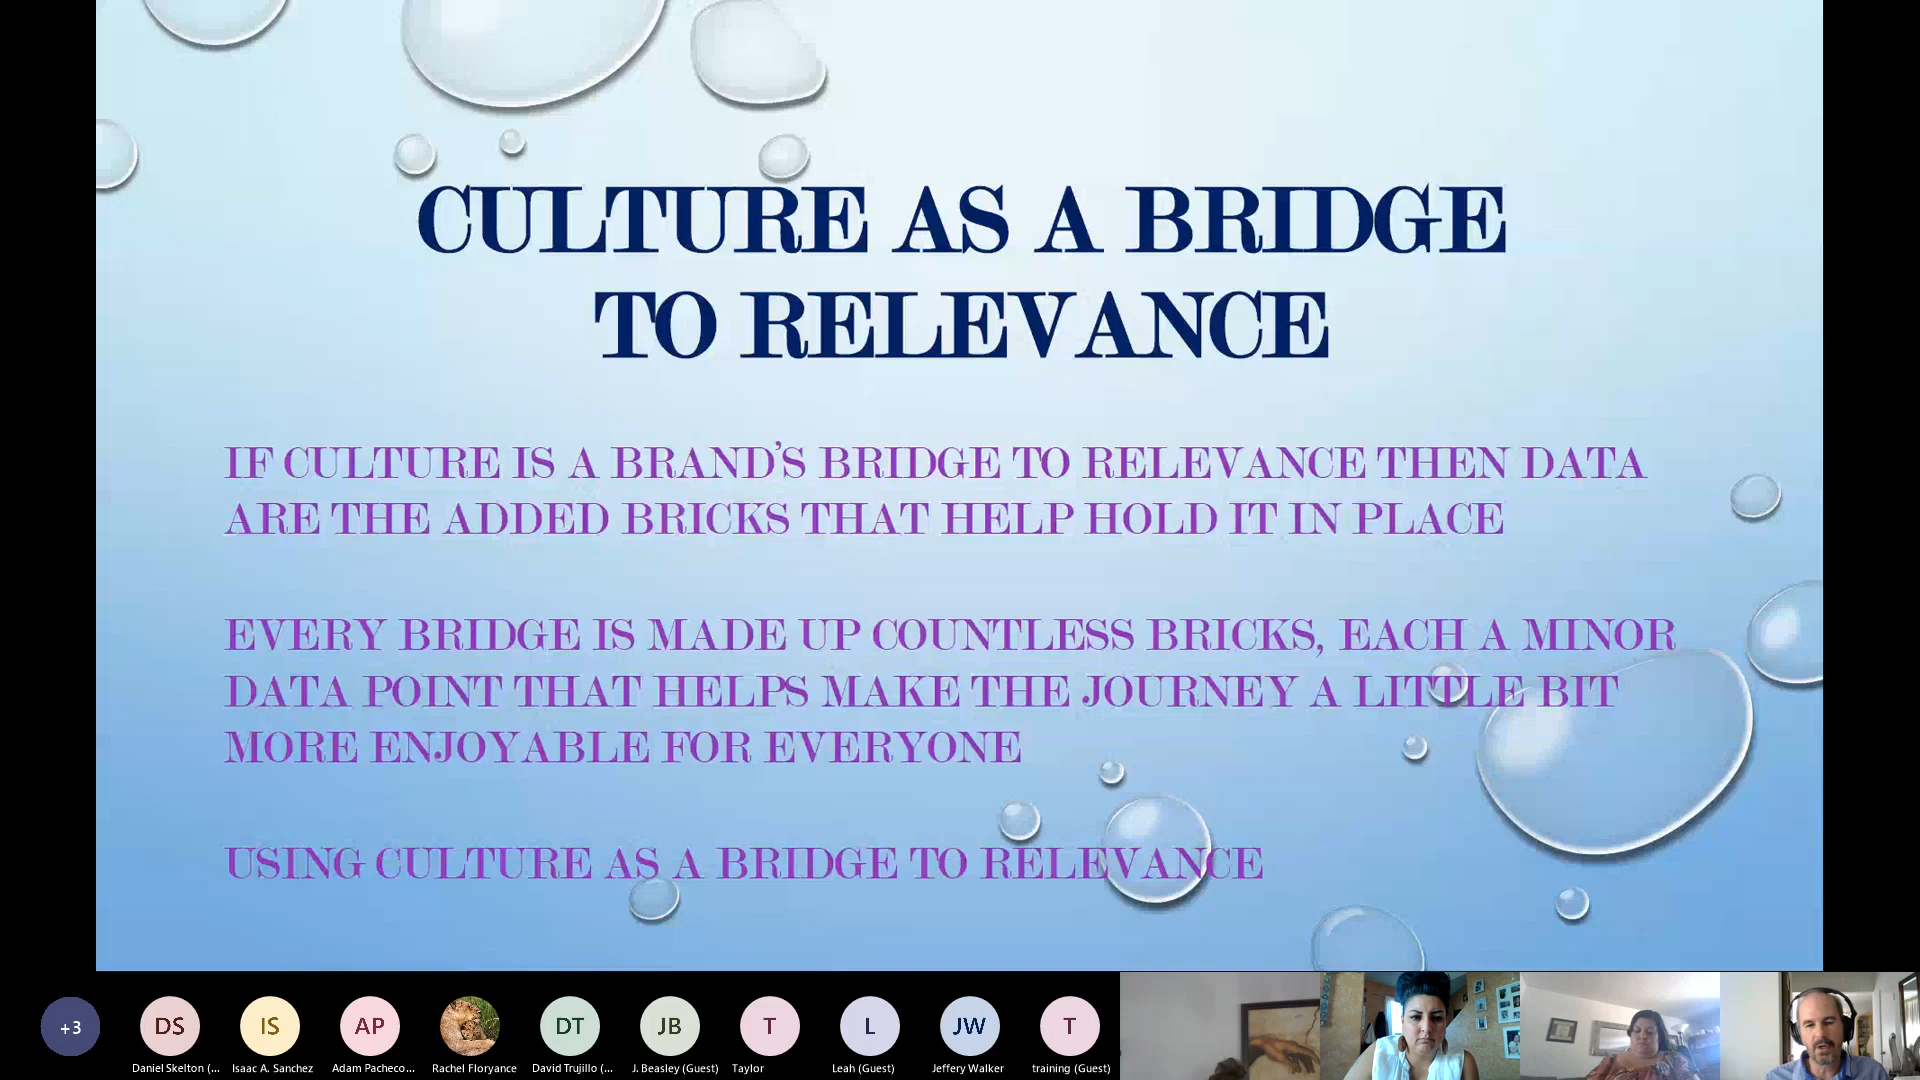 CULTURE AS A BRIDGE
TO RELEVANCE
IF CULTURE IS A BRAND'S BRIDGE TO RELEVANCE THEN DATA
ARE THE ADDED BRICKS THAT HELP HOLD IT IN PLACE
EVERY BRIDGE IS MADE UP COUNTLESS BRICKS, EACH A MINOR
DATA POINT THAT HELPS MAKE THE JOURNEY A LITTLE BIT
MORE ENJOYABLE FOR EVERYONE
USING CULTURE AS A BRIDGE TO RELEVANCE
+3 DS IS AP DT JB T L JW T
Daniel Skelton (... Isaac A. Sanchez Adam Pacheco... Rachel Floryance David Trujillo (... J. Beasley (Guest) Taylor Leah (Guest) Jeffery Walker training (Guest)